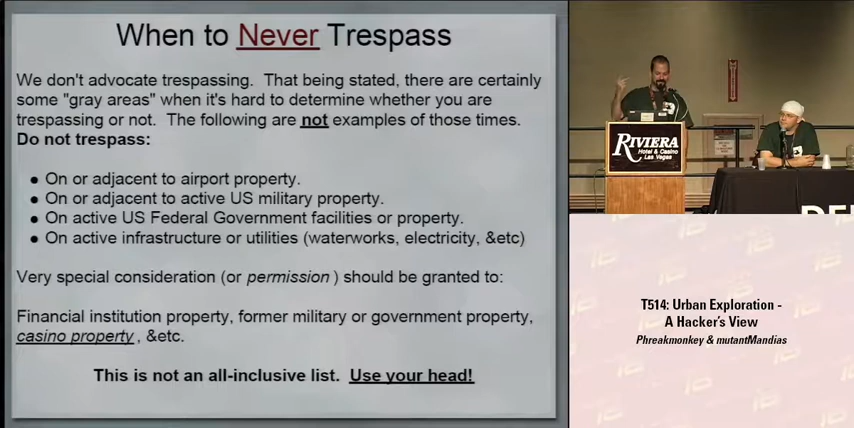 When to Never Trespass
We don't advocate trespassing. That being stated, there are certainly
some "gray areas" when it's hard to determine whether you are
trespassing or not. The following are not examples of those times.
Do not trespass:
● On or adjacent to airport property.
● On or adjacent to active US military property.
● On active US Federal Government facilities or property.
● On active infrastructure or utilities (waterworks, electricity, &etc)
Very special consideration (or permission ) should be granted to:
Financial institution property, former military or government property,
casino property , &etc.
This is not an all-inclusive list. Use your head!
RIVIERA
Hotel & Casino
Las Vegas
T514: Urban Exploration -
A Hacker's View
Phreakmonkey & mutantMandias